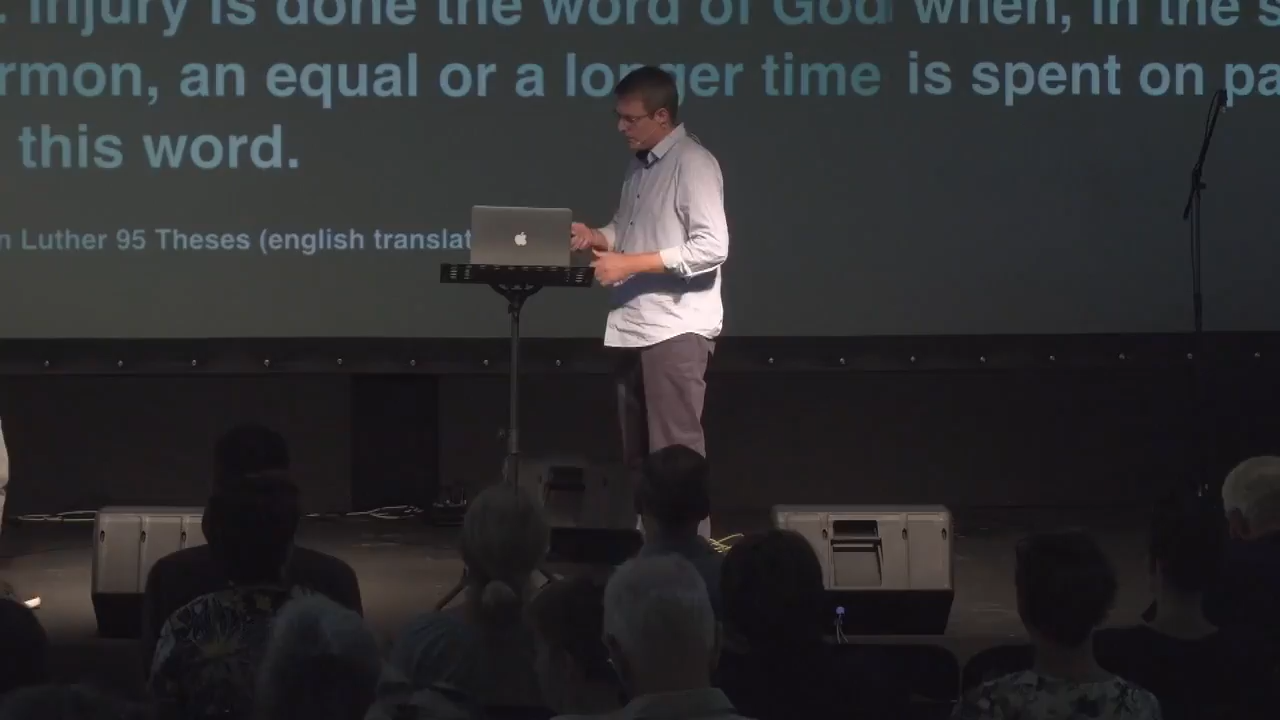 . Injury is done the word of God when, in the s
rmon, an equal or a longer time is spent on pa
this word.
n Luther 95 Theses (english translat